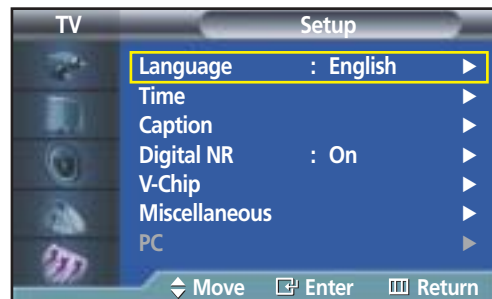 TV Setup
Language : English
Time
Caption
Digital NR : On
V-Chip
Miscellaneous
PC
Move Enter Return